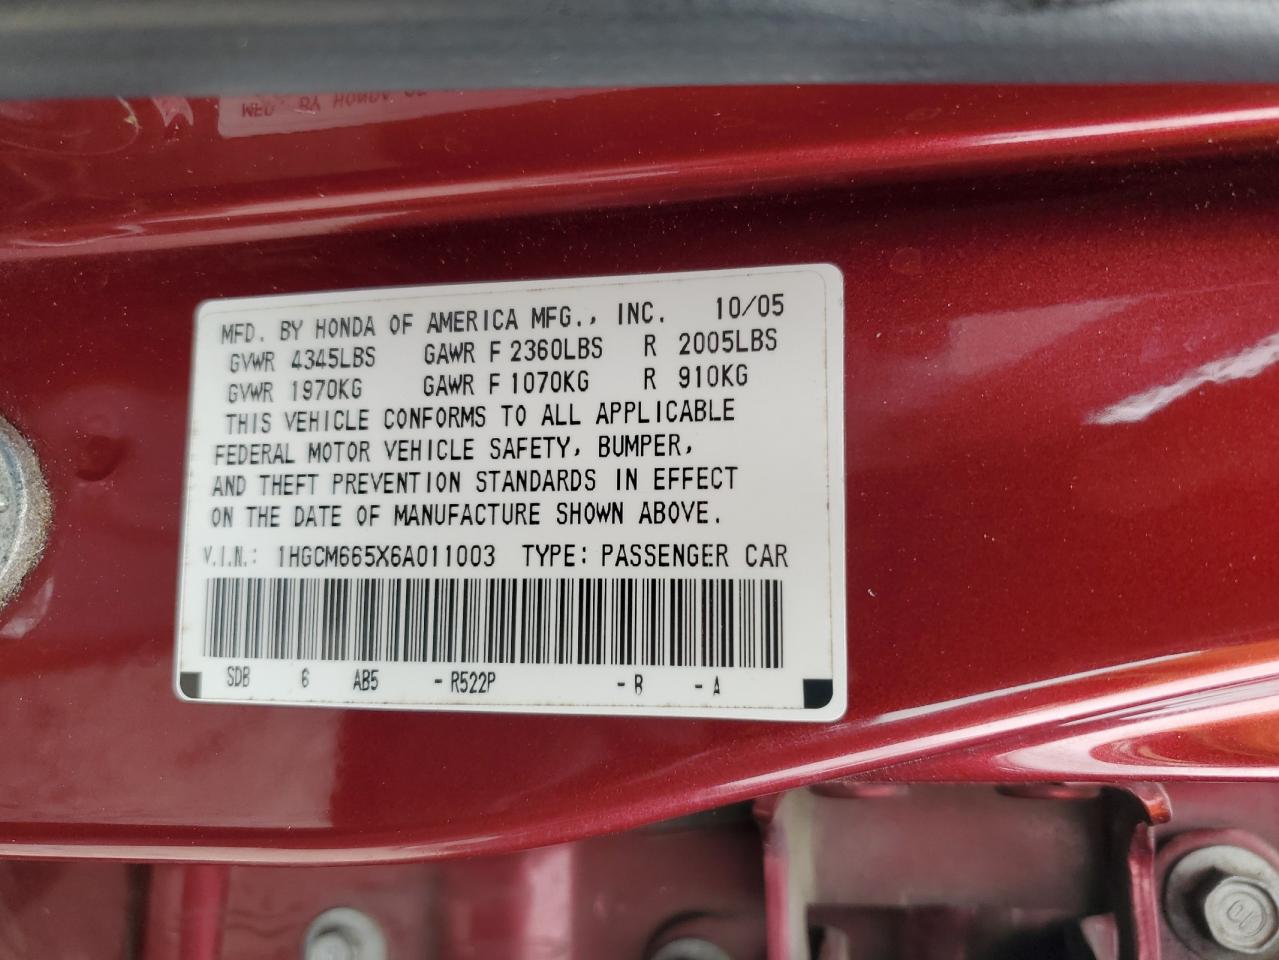 MFD. BY HONDA OF AMERICA MFG., INC. 10/05
GVWR 4345LBS GAWR F 2360LBS R 2005LBS
GVWR 1970KG GAWR F 1070KG R 910KG
THIS VEHICLE CONFORMS TO ALL APPLICABLE
FEDERAL MOTOR VEHICLE SAFETY, BUMPER,
AND THEFT PREVENTION STANDARDS IN EFFECT
ON THE DATE OF MANUFACTURE SHOWN ABOVE.
V.I.N.: 1HGCM665X6A011003 TYPE: PASSENGER CAR
SDB 6 AB5 - R522P - B - A